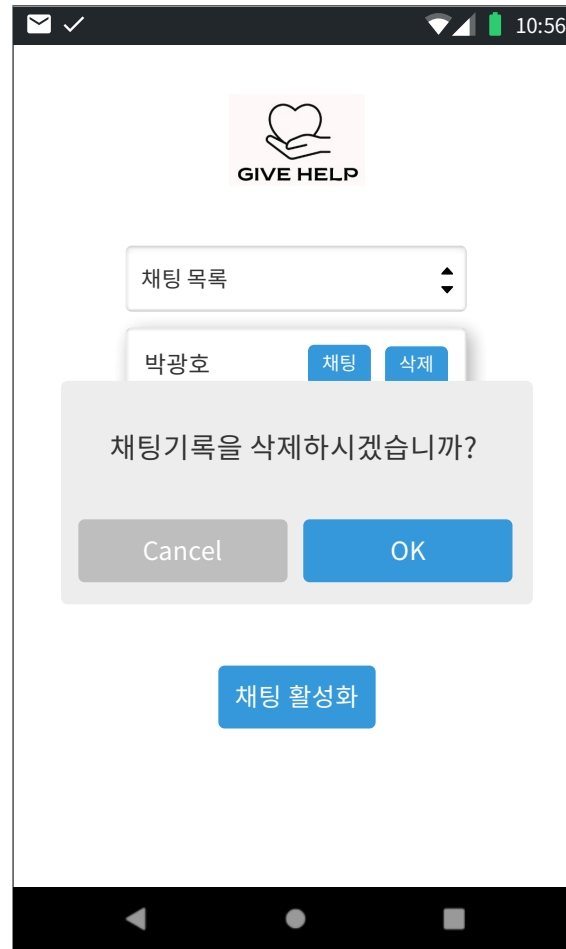 10:56
GIVE HELP
채팅 목록
박광호 채팅 삭제
채팅기록을 삭제하시겠습니까?
Cancel OK
채팅 활성화